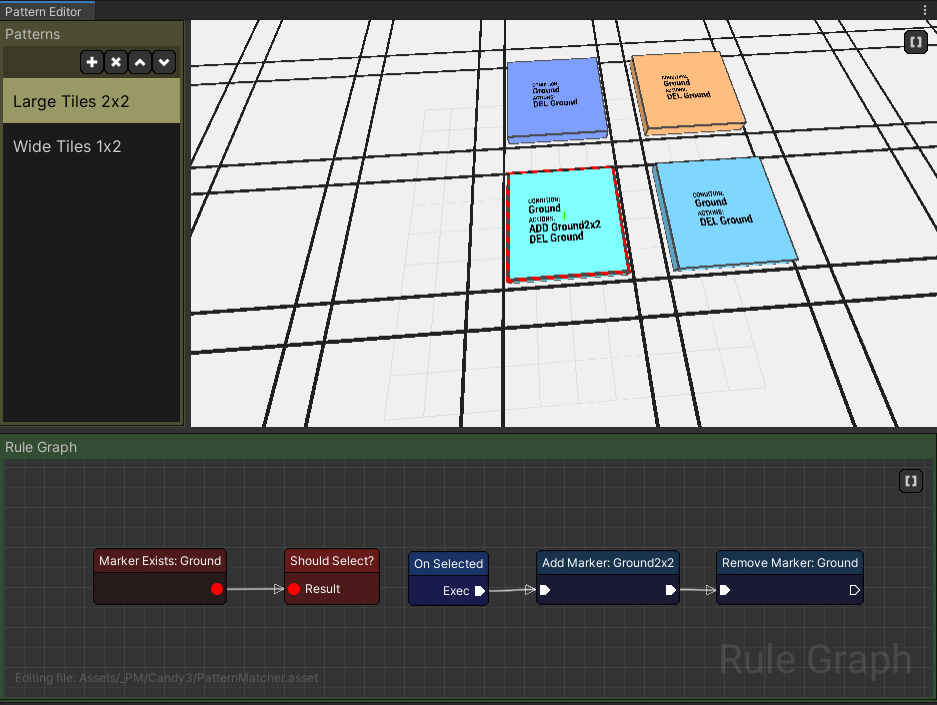 Pattern Editor
Patterns
Large Tiles 2x2
Wide Tiles 1x2
CONDITION:
Ground
ACTIONS:
DEL Ground
CONDITION:
Ground
ACTIONS:
DEL Ground
CONDITION:
Ground
ACTIONS:
ADD Ground2x2
DEL Ground
CONDITION:
Ground
ACTIONS:
DEL Ground
Rule Graph
Marker Exists: Ground
Should Select?
Result
On Selected
Exec
Add Marker: Ground2x2
Remove Marker: Ground
Rule Graph
Editing file: Assets/_PM/Candy3/PatternMatcher.asset